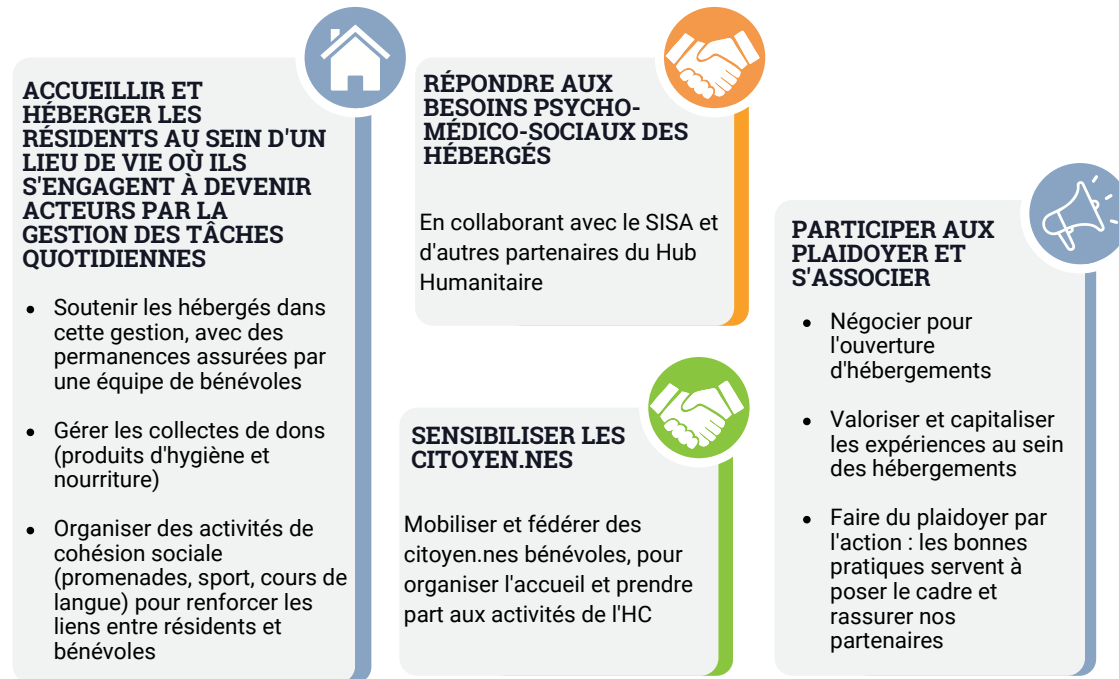 ACCUEILLIR ET
HÉBERGER LES
RÉSIDENTS AU SEIN D'UN
LIEU DE VIE OÙ ILS
S'ENGAGENT À DEVENIR
ACTEURS PAR LA
GESTION DES TÂCHES
QUOTIDIENNES
• Soutenir les hébergés dans
cette gestion, avec des
permanences assurées par
une équipe de bénévoles
• Gérer les collectes de dons
(produits d'hygiène et
nourriture)
• Organiser des activités de
cohésion sociale
(promenades, sport, cours de
langue) pour renforcer les
liens entre résidents et
bénévoles
RÉPONDRE AUX
BESOINS PSYCHO-
MÉDICO-SOCIAUX DES
HÉBERGÉS
En collaborant avec le SISA et
d'autres partenaires du Hub
Humanitaire
SENSIBILISER LES
CITOYEN.NES
Mobiliser et fédérer des
citoyen.nes bénévoles, pour
organiser l'accueil et prendre
part aux activités de l'HC
PARTICIPER AUX
PLAIDOYER ET
S'ASSOCIER
• Négocier pour
l'ouverture
d'hébergements
• Valoriser et capitaliser
les expériences au sein
des hébergements
• Faire du plaidoyer par
l'action : les bonnes
pratiques servent à
poser le cadre et
rassurer nos
partenaires